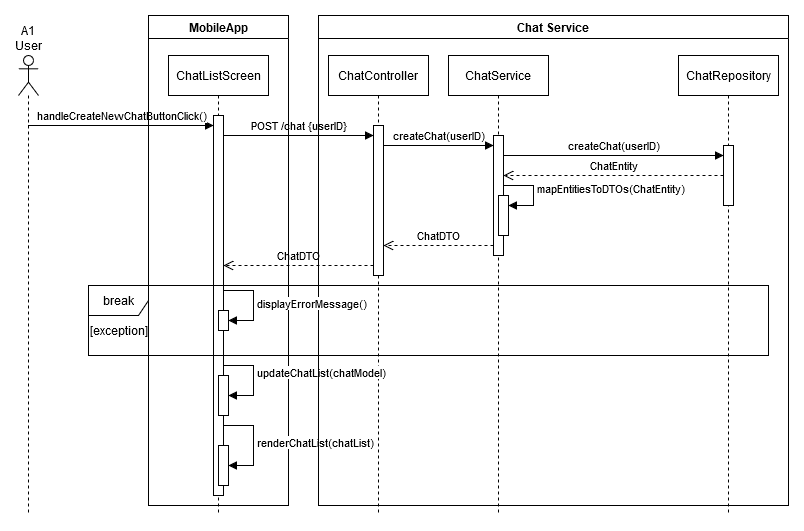 A1
User
MobileApp
Chat Service
ChatListScreen
ChatController
ChatService
ChatRepository
handleCreateNewChatButtonClick()
POST /chat {userID}
createChat(userID)
createChat(userID)
ChatEntity
mapEntitiesToDTOs(ChatEntity)
ChatDTO
ChatDTO
break
displayErrorMessage()
[exception]
updateChatList(chatModel)
renderChatList(chatList)